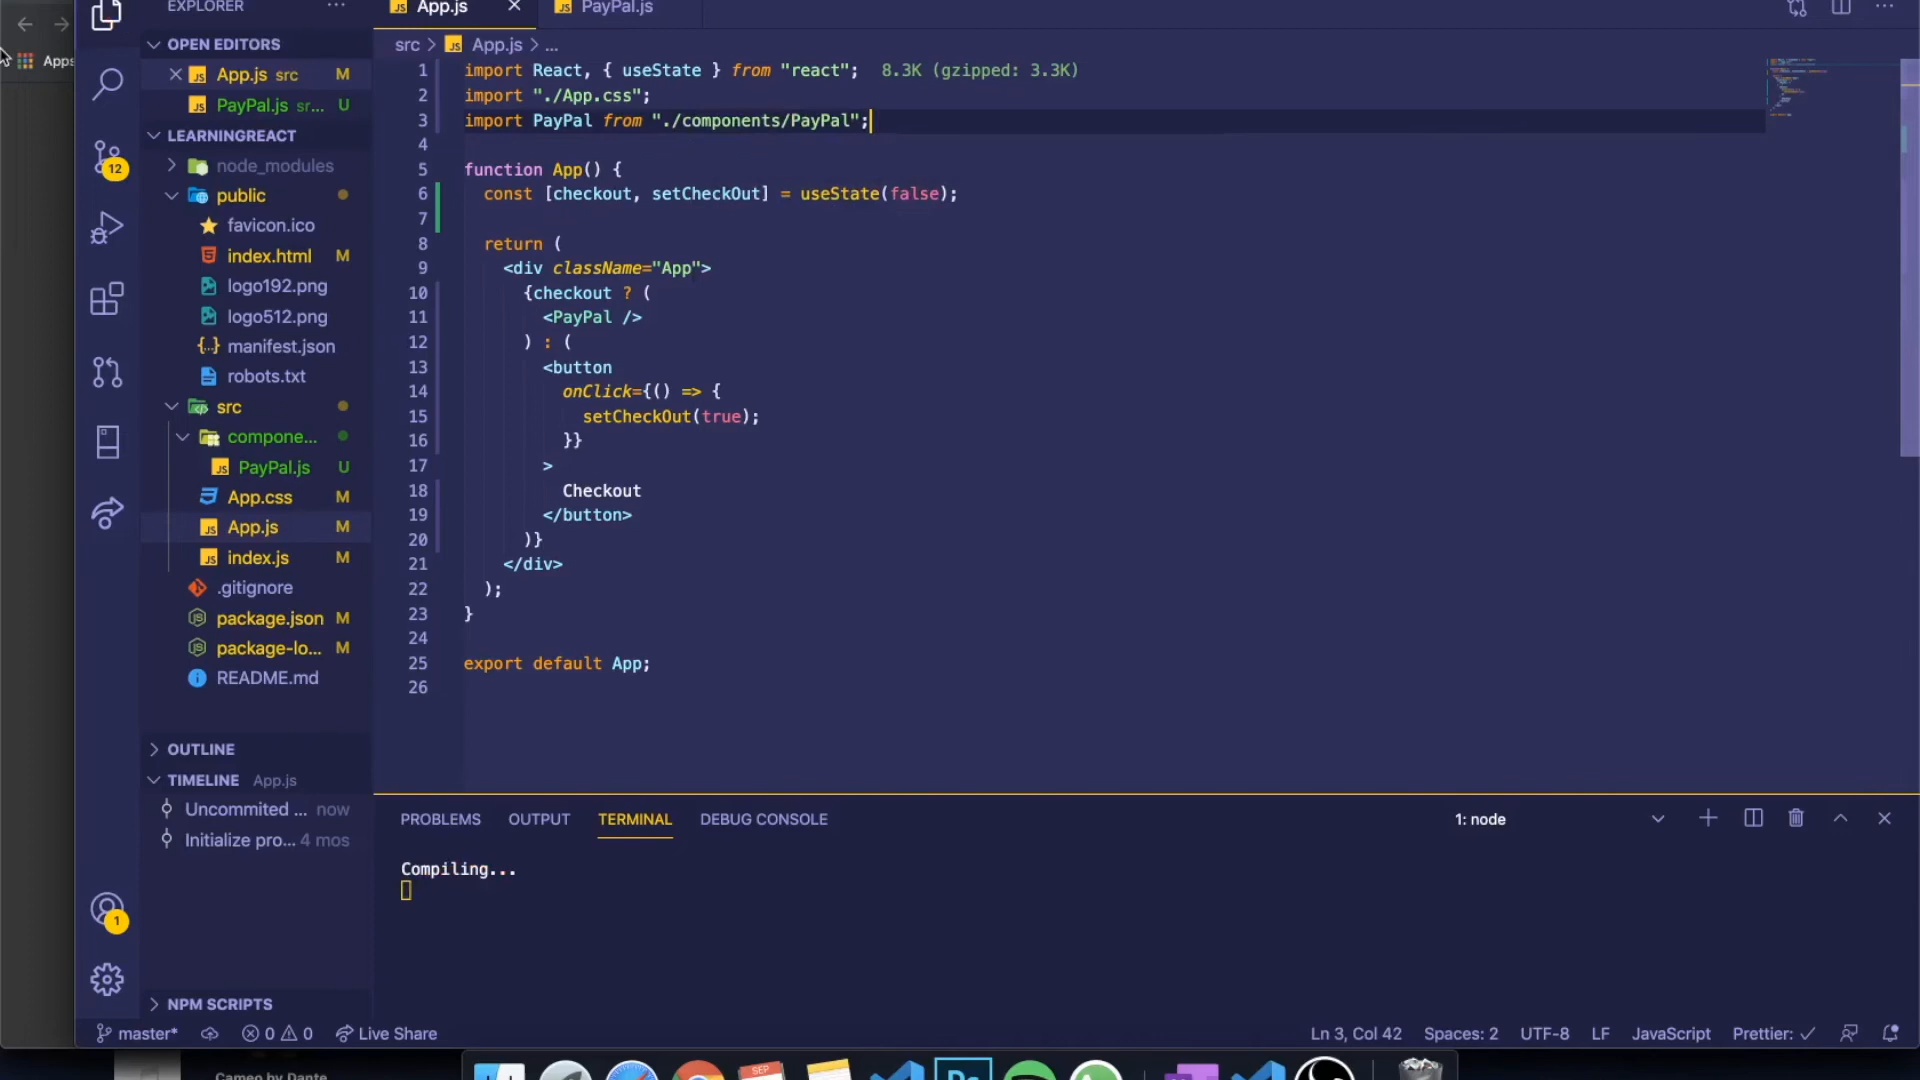 Apps
EXPLORER ...
OPEN EDITORS
App.js src M
PayPal.js sr... U
LEARNINGREACT
node_modules
public
favicon.ico
index.html M
logo192.png
logo512.png
manifest.json
robots.txt
src
compone...
PayPal.js U
App.css M
App.js M
index.js M
.gitignore
package.json M
package-lo... M
README.md
OUTLINE
TIMELINE App.js
Uncommited ... now
Initialize pro... 4 mos
NPM SCRIPTS
12
1
App.js
PayPal.js
src > App.js > ...
1 import React, { useState } from "react"; 8.3K (gzipped: 3.3K)
2 import "./App.css";
3 import PayPal from "./components/PayPal";
4
5 function App() {
6 const [checkout, setCheckOut] = useState(false);
7
8 return (
9 <div className="App">
10 {checkout ? (
11 <PayPal />
12 ) : (
13 <button
14 onClick={() => {
15 setCheckOut(true);
16 }}
17 >
18 Checkout
19 </button>
20 )}
21 </div>
22 );
23 }
24
25 export default App;
26
PROBLEMS OUTPUT TERMINAL DEBUG CONSOLE 1: node
Compiling...
master* 0 0 Live Share Ln 3, Col 42 Spaces: 2 UTF-8 LF JavaScript Prettier: ✓
Cameo by Dante
SEP
Ps